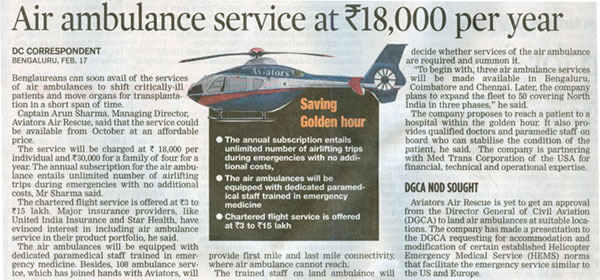 Air ambulance service at ₹18,000 per year
DC CORRESPONDENT
BENGALURU, FEB. 17
Benglaureans can soon avail of the services
of air ambulances to shift critically-ill
patients and move organs for transplanta-
tion in a short span of time.
Captain Arun Sharma, Managing Director,
Aviators Air Rescue, said that the service could
be available from October at an affordable
price.
The service will be charged at ₹ 18,000 per
individual and ₹30,000 for a family of four for a
year. The annual subscription for the air ambu-
lance entails unlimited number of airlifting
trips during emergencies with no additional
costs, Mr Sharma said.
The chartered flight service is offered at ₹3 to
₹15 lakh. Major insurance providers, like
United India Insurance and Star Health, have
evinced interest in including air ambulance
service in their product portfolio, he said.
The air ambulances will be equipped with
dedicated paramedical staff trained in emer-
gency medicine. Besides, 108 ambulance serv-
ice, which has joined hands with Aviators, will
Aviators
Saving
Golden hour
● The annual subscription entails
unlimited number of airlifting trips
during emergencies with no addi-
tional costs,
● The air ambulances will be
equipped with dedicated paramed-
ical staff trained in emergency
medicine
● Chartered flight service is offered
at ₹3 to ₹15 lakh
provide first mile and last mile connectivity,
where air ambulance cannot reach.
The trained staff on land ambulance will
decide whether services of the air ambulance
are required and summon it.
"To begin with, three air ambulance services
will be made available in Bengaluru,
Coimbatore and Chennai. Later, the company
plans to expand the fleet to 50 covering North
India in three phases," he said.
The company proposes to reach a patient to a
hospital within the golden hour. It also pro-
vides qualified doctors and paramedic staff on
board who can stabilise the condition of the
patient, he said. The company is partnering
with Med Trans Corporation of the USA for
financial, technical and operational expertise.
DGCA NOD SOUGHT
Aviators Air Rescue is yet to get an approval
from the Director General of Civil Aviation
(DGCA) to land air ambulances at suitable loca-
tions. The company has made a presentation to
the DGCA requesting for accommodation and
modification of certain established Helicopter
Emergency Medical Service (HEMS) norms
that facilitate the emergency service similar to
the US and Europe.